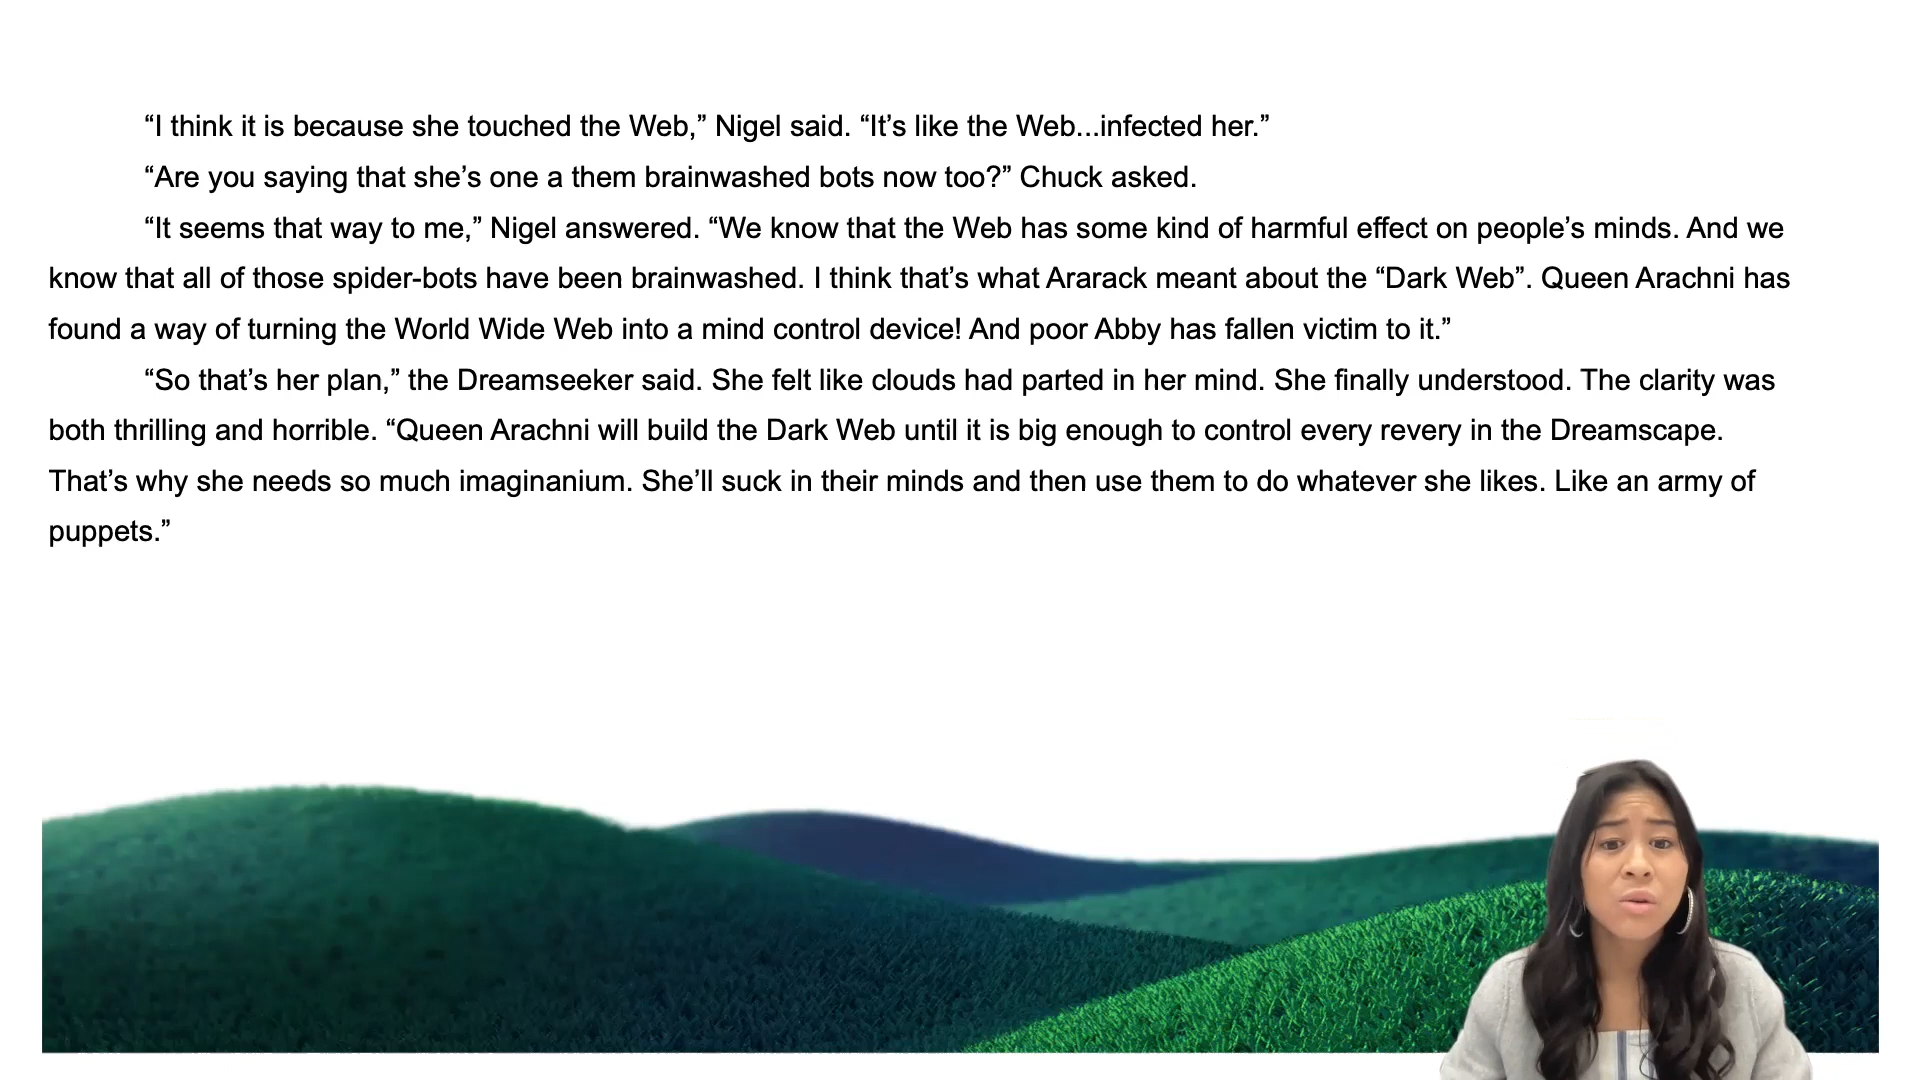 “I think it is because she touched the Web,” Nigel said. “It’s like the Web...infected her.”
“Are you saying that she’s one a them brainwashed bots now too?” Chuck asked.
“It seems that way to me,” Nigel answered. “We know that the Web has some kind of harmful effect on people’s minds. And we
know that all of those spider-bots have been brainwashed. I think that’s what Ararack meant about the “Dark Web”. Queen Arachni has
found a way of turning the World Wide Web into a mind control device! And poor Abby has fallen victim to it.”
“So that’s her plan,” the Dreamseeker said. She felt like clouds had parted in her mind. She finally understood. The clarity was
both thrilling and horrible. “Queen Arachni will build the Dark Web until it is big enough to control every revery in the Dreamscape.
That’s why she needs so much imaginanium. She’ll suck in their minds and then use them to do whatever she likes. Like an army of
puppets.”